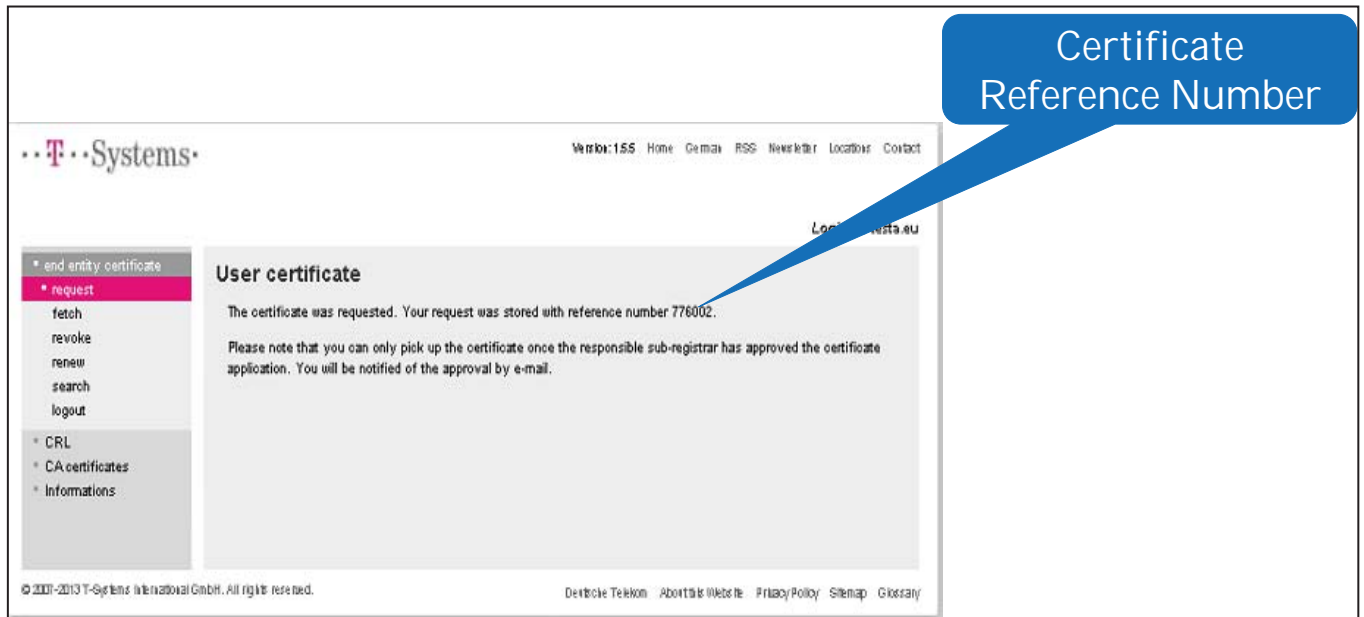 Certificate
Reference Number
··T··Systems·
Version: 1.5.5 Home German RSS Newsletter Locations Contact
esta.eu
end entity certificate
request
fetch
revoke
renew
search
logout
CRL
CA certificates
Informations
User certificate
The certificate was requested. Your request was stored with reference number 776002.
Please note that you can only pick up the certificate once the responsible sub-registrar has approved the certificate
application. You will be notified of the approval by e-mail.
© 2007-2013 T-Systems International GmbH. All rights reserved.
Deutsche Telekom About this Website Privacy Policy Sitemap Glossary